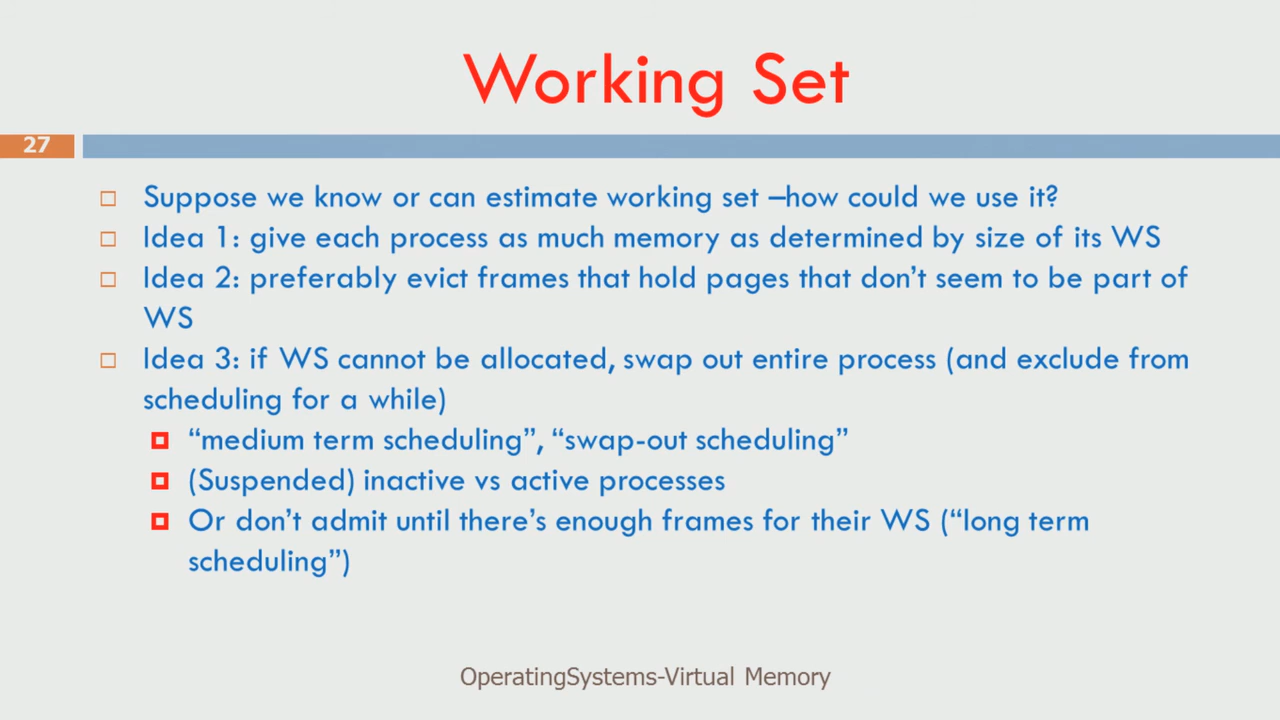 Working Set
27
Suppose we know or can estimate working set –how could we use it?
Idea 1: give each process as much memory as determined by size of its WS
Idea 2: preferably evict frames that hold pages that don’t seem to be part of
WS
Idea 3: if WS cannot be allocated, swap out entire process (and exclude from
scheduling for a while)
“medium term scheduling”, “swap-out scheduling”
(Suspended) inactive vs active processes
Or don’t admit until there’s enough frames for their WS (“long term
scheduling”)
OperatingSystems-Virtual Memory